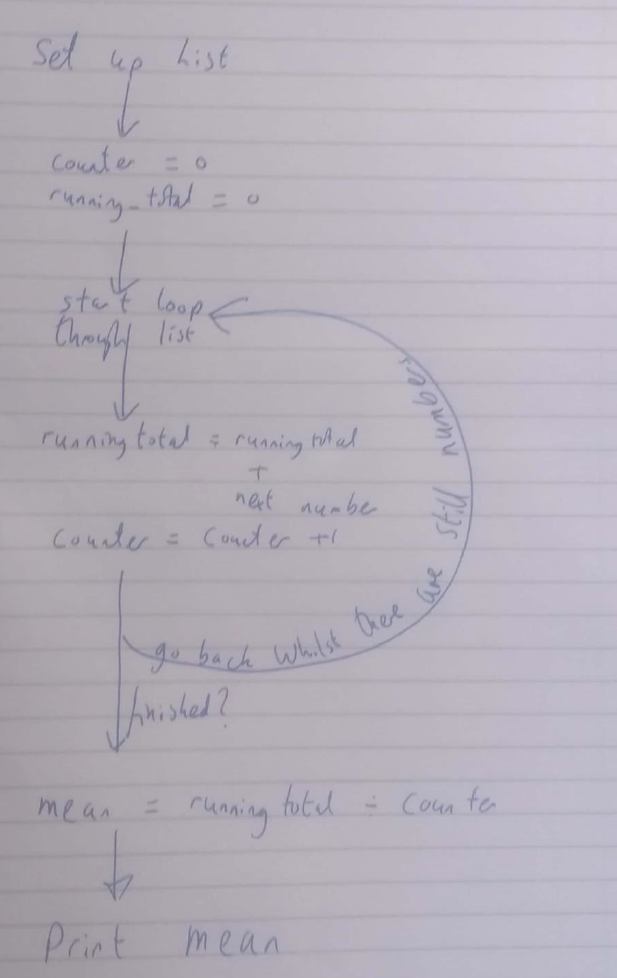 Set up List
counter = 0
running_total = 0
start loop
through list
running total = running total
+
next number
Counter = Counter +1
go back whilst there are still numbers
finished?
mean = running total ÷ Counter
Print mean